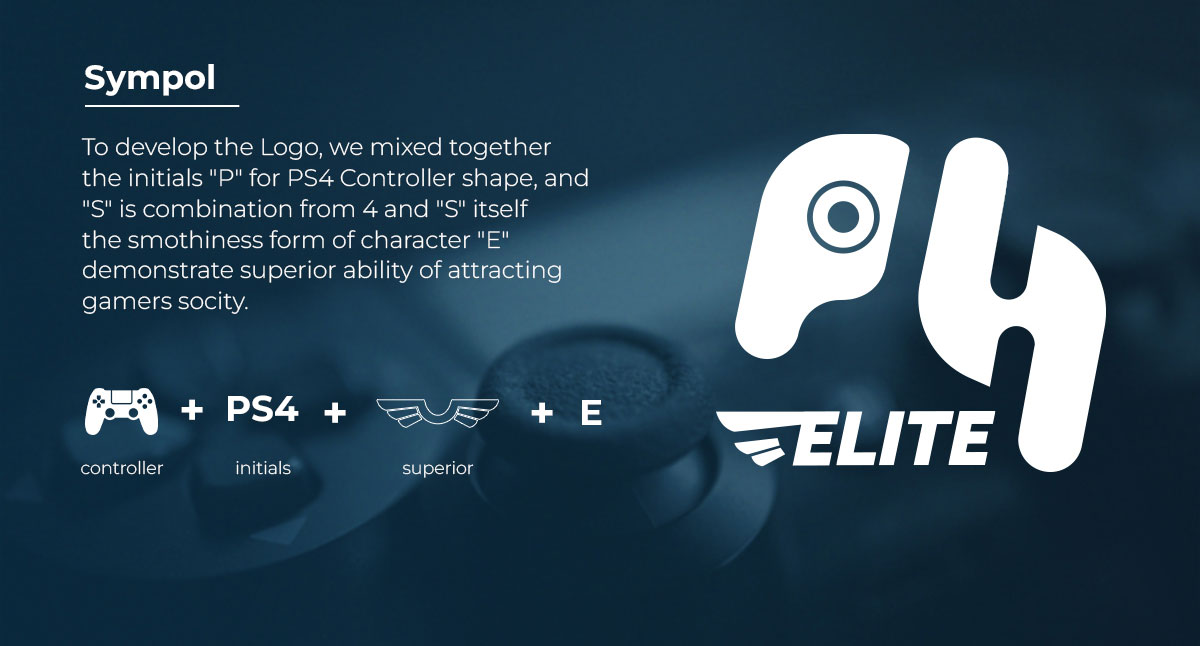 Sympol
To develop the Logo, we mixed together
the initials "P" for PS4 Controller shape, and
"S" is combination from 4 and "S" itself
the smothiness form of character "E"
demonstrate superior ability of attracting
gamers socity.
+ PS4 + + E
controller initials superior
P4
ELITE